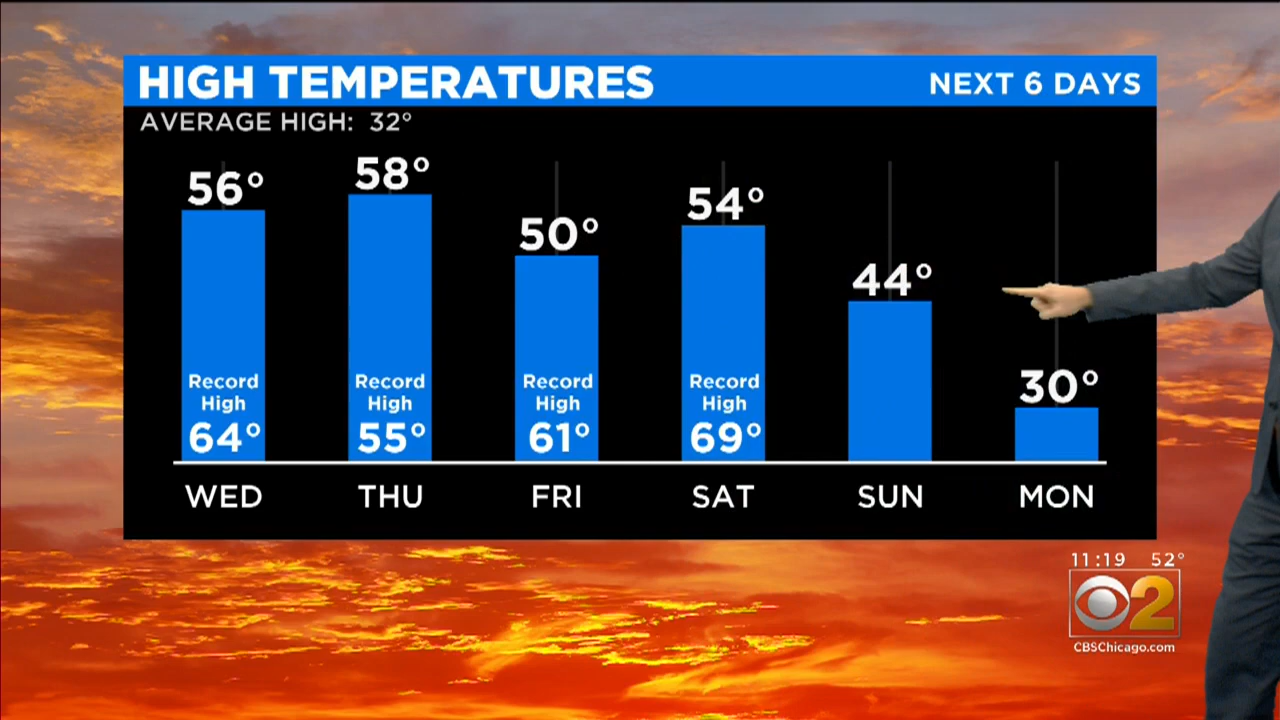 HIGH TEMPERATURES
NEXT 6 DAYS
AVERAGE HIGH: 32°
56° 58° 50° 54° 44° 30°
Record High 64°
Record High 55°
Record High 61°
Record High 69°
WED THU FRI SAT SUN MON
11:19 52°
2
CBSChicago.com